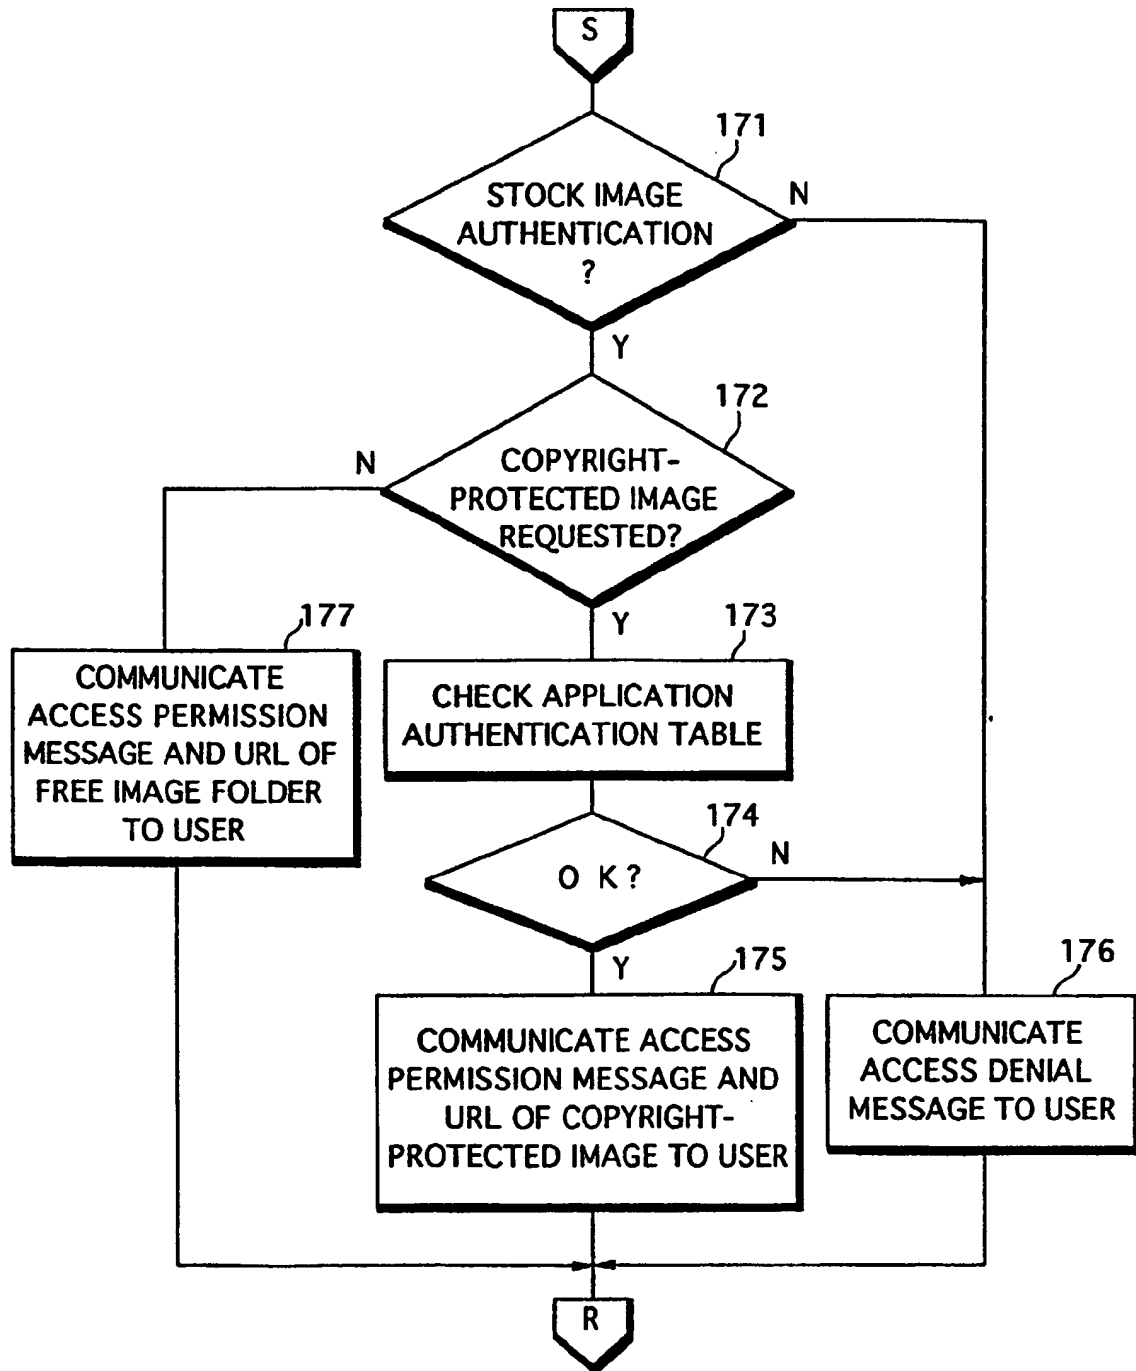 S
171
STOCK IMAGE
AUTHENTICATION
?
N
Y
172
COPYRIGHT-
PROTECTED IMAGE
REQUESTED?
N
Y
177
COMMUNICATE
ACCESS PERMISSION
MESSAGE AND URL OF
FREE IMAGE FOLDER
TO USER
173
CHECK APPLICATION
AUTHENTICATION TABLE
174
O K ?
N
Y
175
COMMUNICATE ACCESS
PERMISSION MESSAGE AND
URL OF COPYRIGHT-
PROTECTED IMAGE TO USER
176
COMMUNICATE
ACCESS DENIAL
MESSAGE TO USER
R